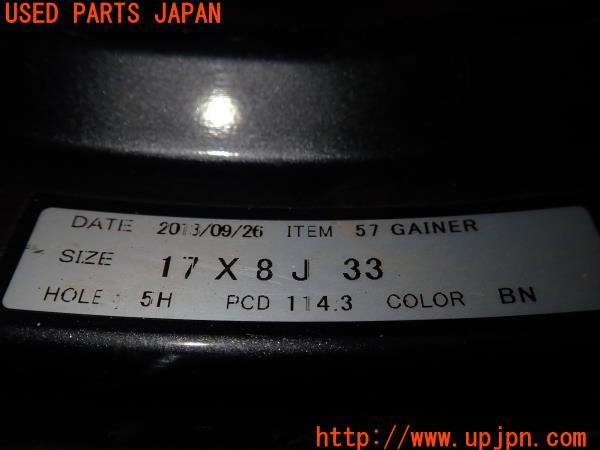 USED PARTS JAPAN
DATE 2013/09/26 ITEM 57 GAINER
SIZE 17 X 8 J 33
HOLE : 5H PCD 114.3 COLOR BN
UPJ
http://www.upjpn.com/